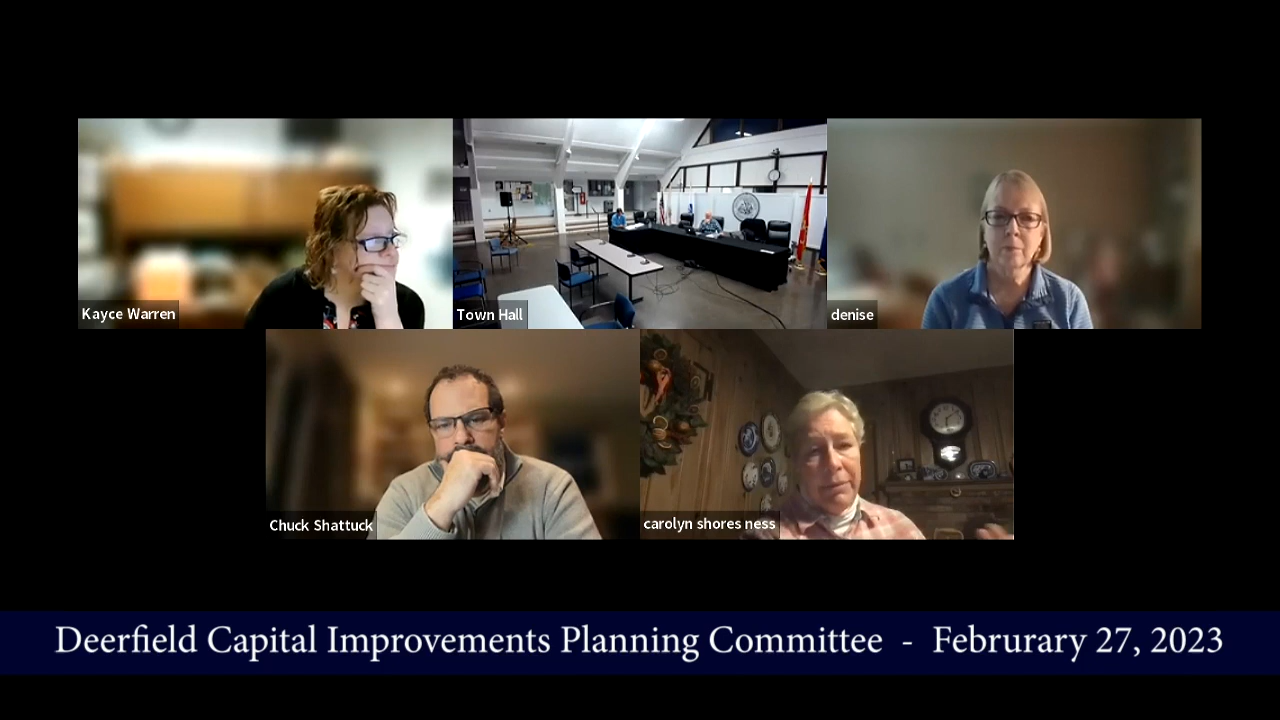 Kayce Warren
Town Hall
denise
Chuck Shattuck
carolyn shores ness
Deerfield Capital Improvements Planning Committee - Februrary 27, 2023